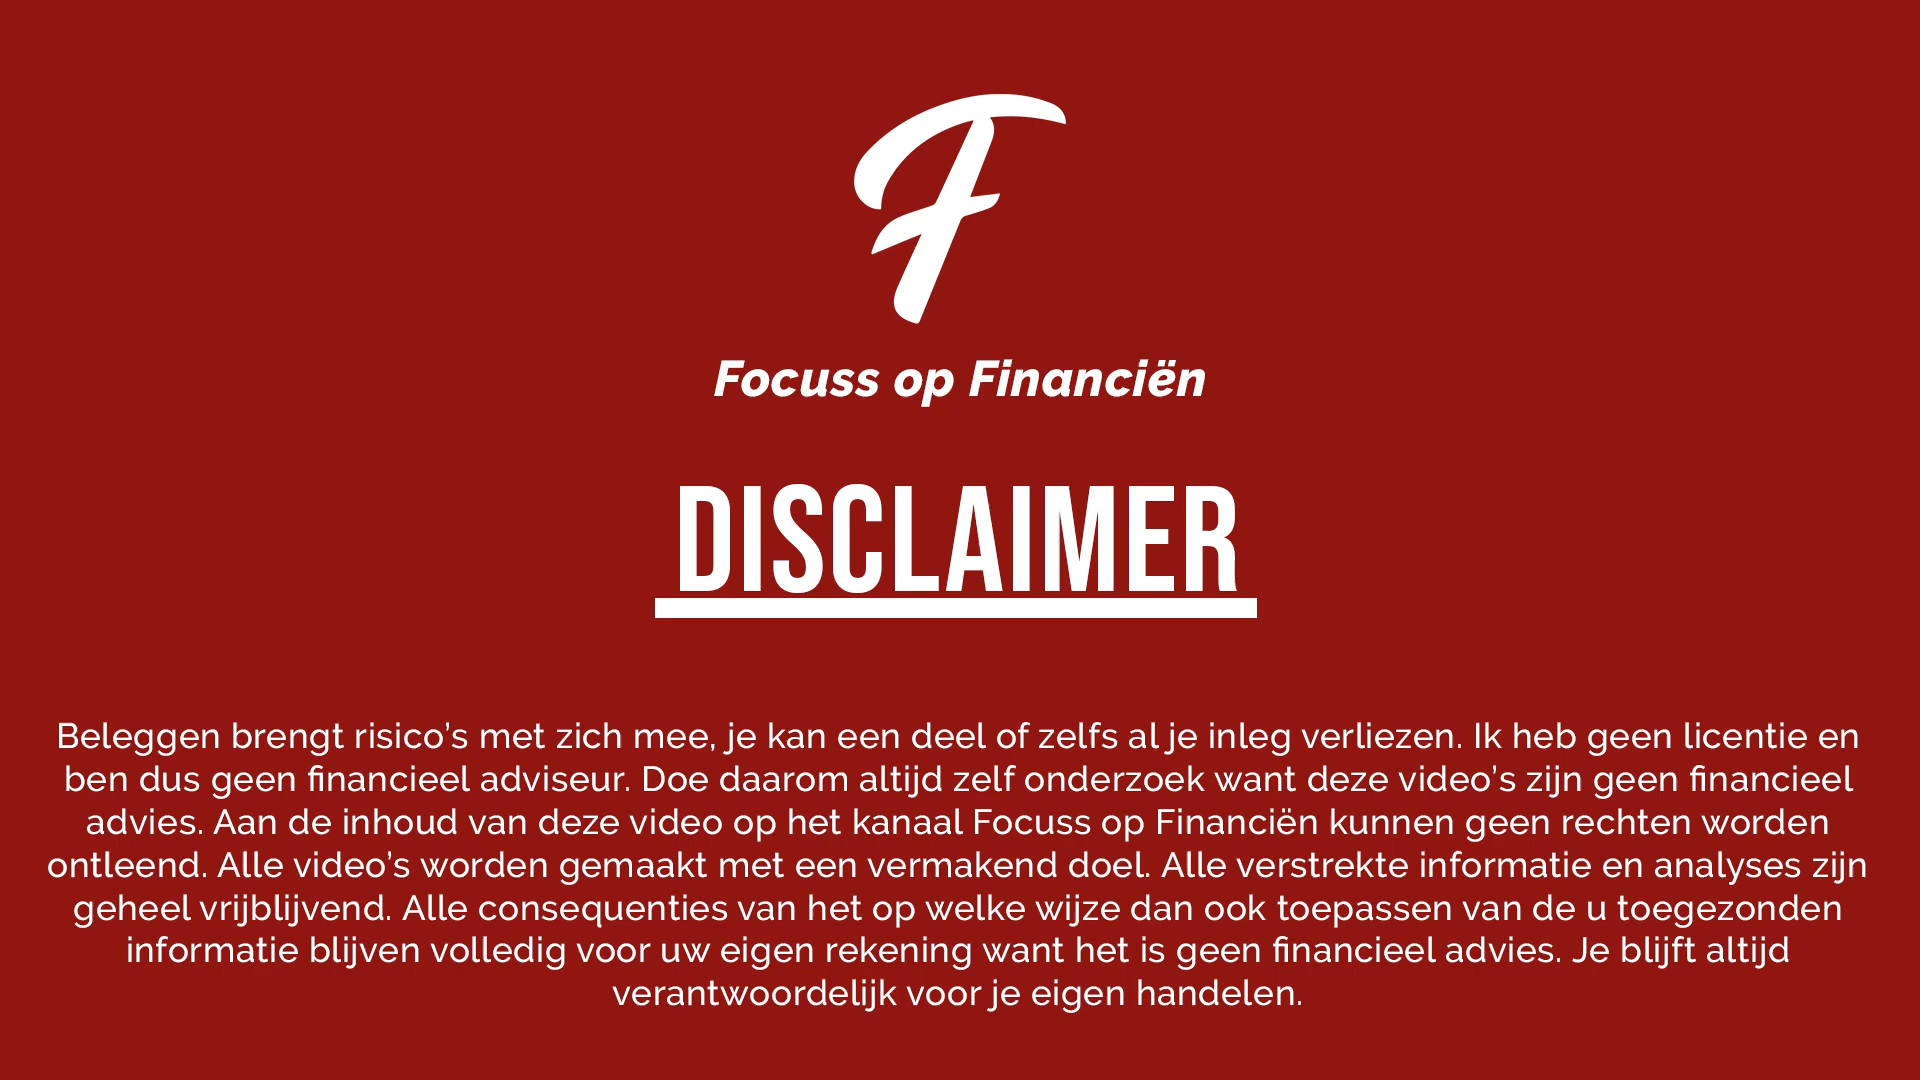 F
Focuss op Financiën
DISCLAIMER
Beleggen brengt risico’s met zich mee, je kan een deel of zelfs al je inleg verliezen. Ik heb geen licentie en
ben dus geen financieel adviseur. Doe daarom altijd zelf onderzoek want deze video’s zijn geen financieel
advies. Aan de inhoud van deze video op het kanaal Focuss op Financiën kunnen geen rechten worden
ontleend. Alle video’s worden gemaakt met een vermakend doel. Alle verstrekte informatie en analyses zijn
geheel vrijblijvend. Alle consequenties van het op welke wijze dan ook toepassen van de u toegezonden
informatie blijven volledig voor uw eigen rekening want het is geen financieel advies. Je blijft altijd
verantwoordelijk voor je eigen handelen.